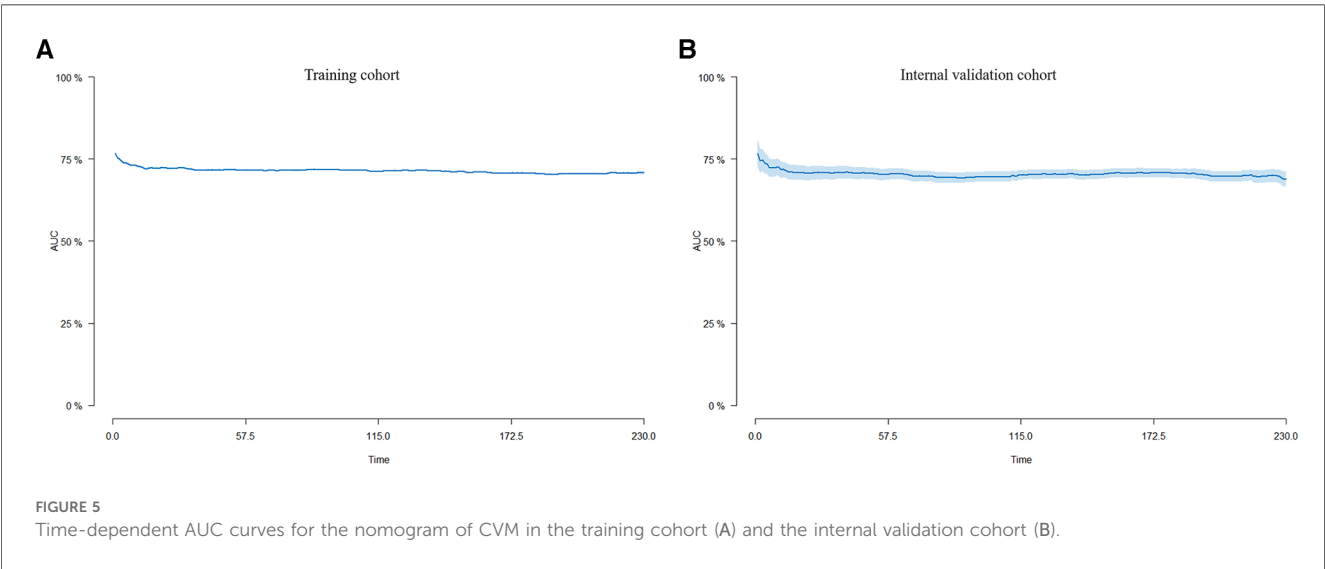 A
B
Training cohort
Internal validation cohort
100 %
75 %
50 %
25 %
0 %
AUC
0.0
57.5
115.0
172.5
230.0
Time
100 %
75 %
50 %
25 %
0 %
AUC
0.0
57.5
115.0
172.5
230.0
Time
FIGURE 5
Time-dependent AUC curves for the nomogram of CVM in the training cohort (A) and the internal validation cohort (B).